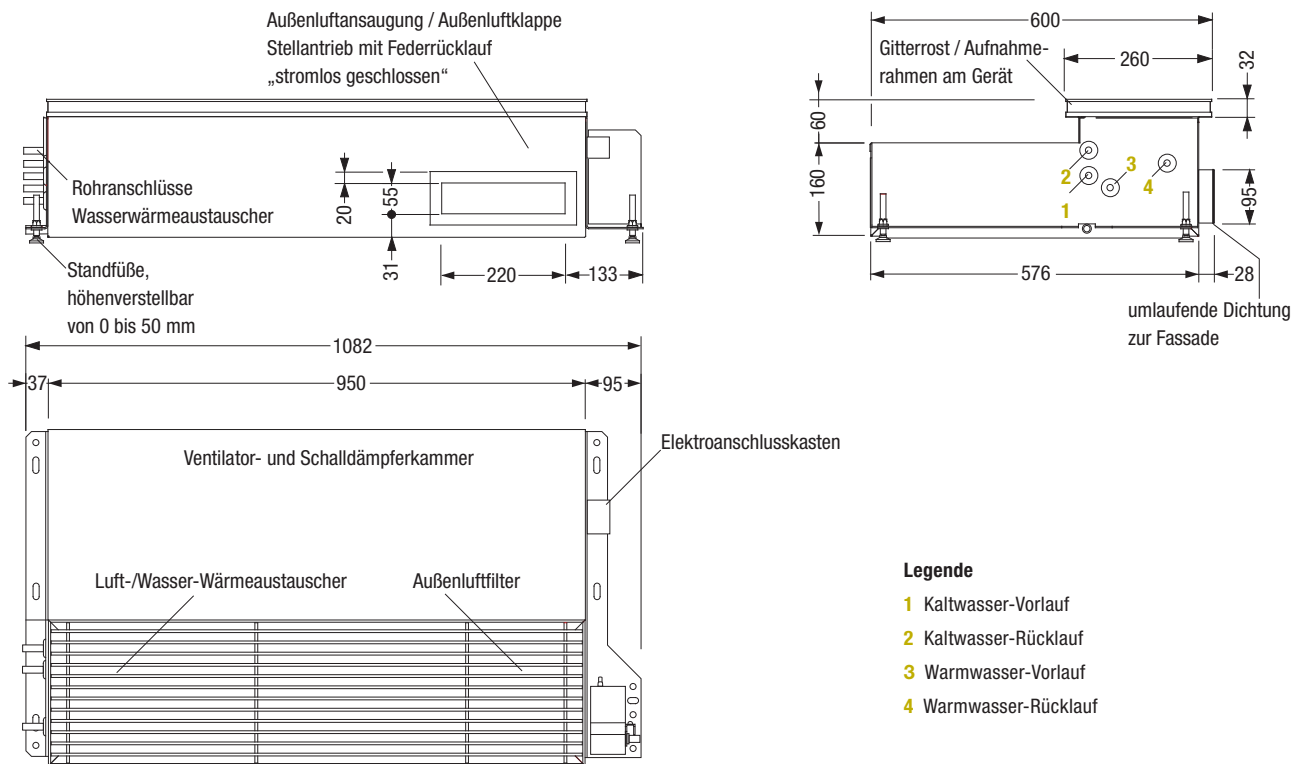 Außenluftansaugung / Außenluftklappe
Stellantrieb mit Federrücklauf
„stromlos geschlossen“
Rohranschlüsse
Wasserwärmeaustauscher
20
55
31
220
133
Standfüße,
höhenverstellbar
von 0 bis 50 mm
600
Gitterrost / Aufnahme-
rahmen am Gerät
260
32
60
160
2
3
4
1
95
576
28
umlaufende Dichtung
zur Fassade
1082
37
950
95
Ventilator- und Schalldämpferkammer
Elektroanschlusskasten
Luft-/Wasser-Wärmeaustauscher
Außenluftfilter
Legende
1 Kaltwasser-Vorlauf
2 Kaltwasser-Rücklauf
3 Warmwasser-Vorlauf
4 Warmwasser-Rücklauf